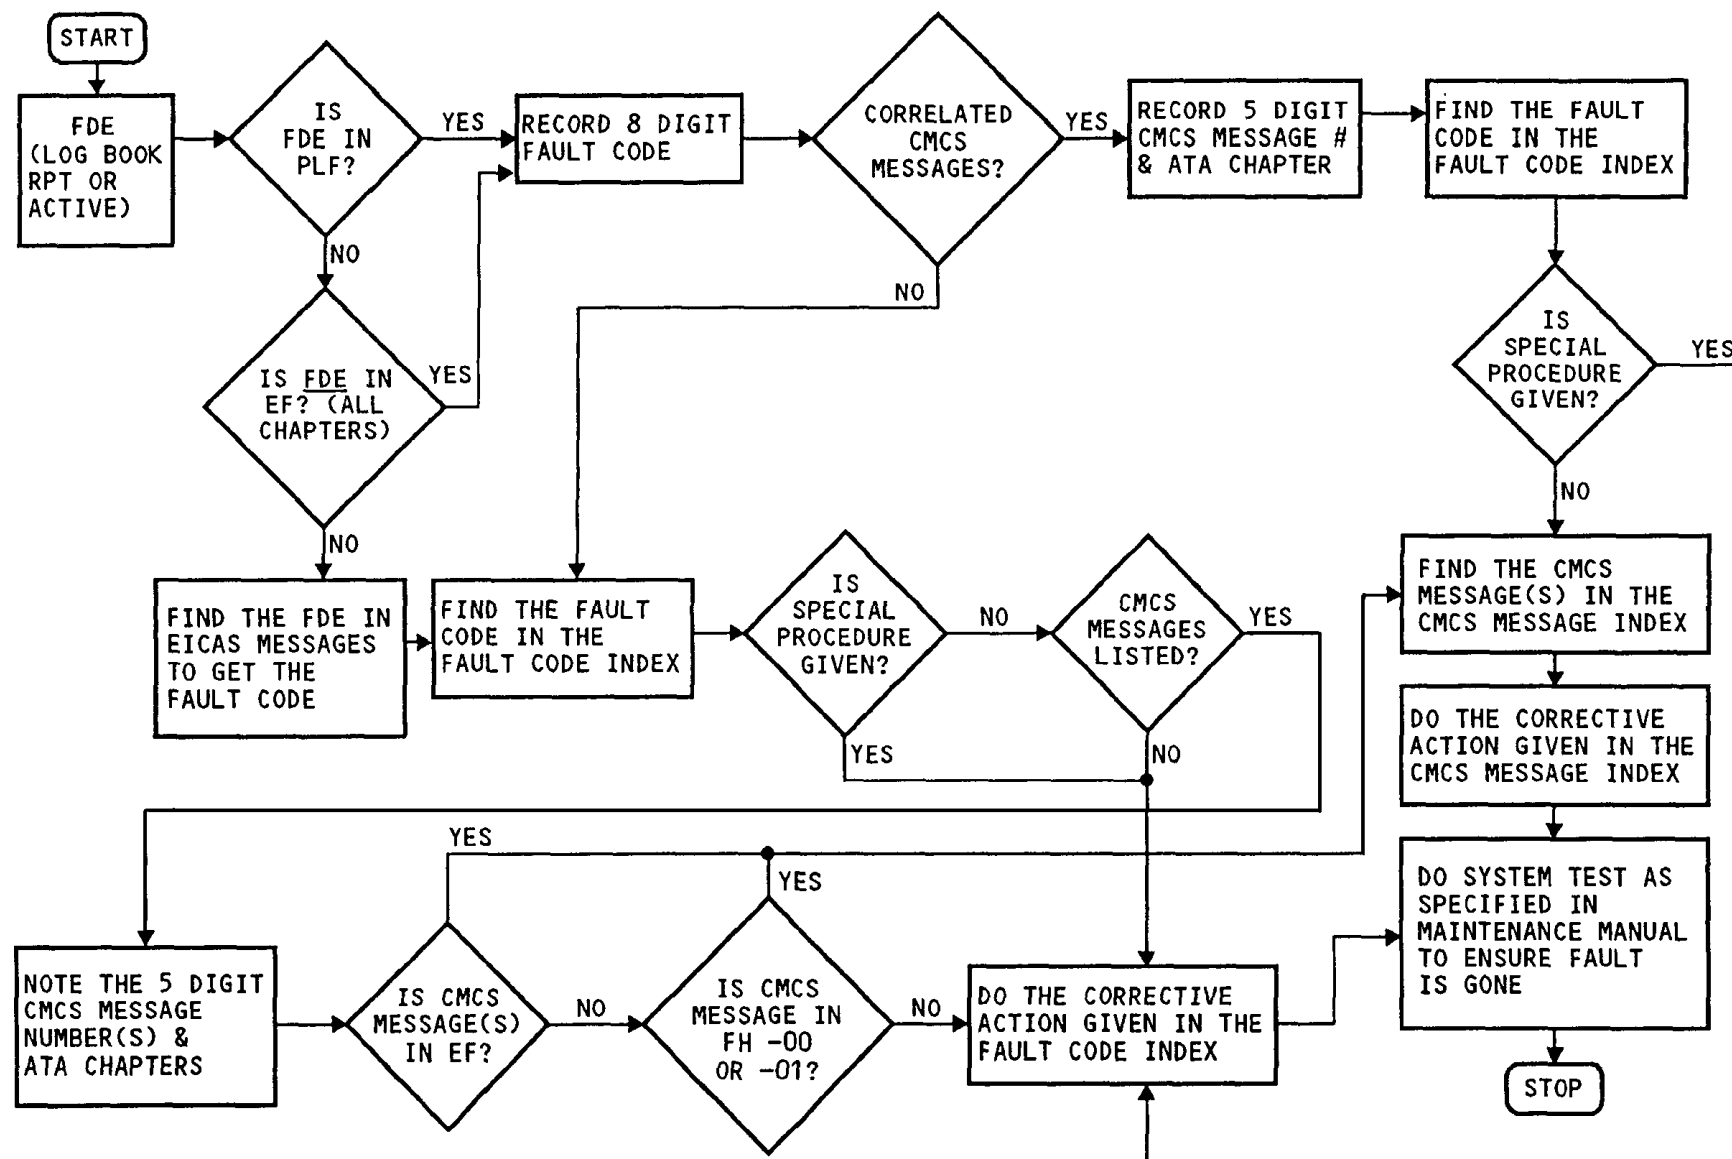 START
FDE
(LOG BOOK
RPT OR
ACTIVE)
IS
FDE IN
PLF?
YES
NO
RECORD 8 DIGIT
FAULT CODE
CORRELATED
CMCS
MESSAGES?
YES
NO
RECORD 5 DIGIT
CMCS MESSAGE #
& ATA CHAPTER
FIND THE FAULT
CODE IN THE
FAULT CODE INDEX
IS
SPECIAL
PROCEDURE
GIVEN?
YES
NO
IS FDE IN
EF? (ALL
CHAPTERS)
YES
NO
FIND THE FDE IN
EICAS MESSAGES
TO GET THE
FAULT CODE
FIND THE FAULT
CODE IN THE
FAULT CODE INDEX
IS
SPECIAL
PROCEDURE
GIVEN?
NO
YES
CMCS
MESSAGES
LISTED?
YES
NO
FIND THE CMCS
MESSAGE(S) IN THE
CMCS MESSAGE INDEX
DO THE CORRECTIVE
ACTION GIVEN IN THE
CMCS MESSAGE INDEX
DO SYSTEM TEST AS
SPECIFIED IN
MAINTENANCE MANUAL
TO ENSURE FAULT
IS GONE
STOP
NOTE THE 5 DIGIT
CMCS MESSAGE
NUMBER(S) &
ATA CHAPTERS
YES
IS CMCS
MESSAGE(S)
IN EF?
NO
YES
IS CMCS
MESSAGE IN
FH -00
OR -01?
NO
DO THE CORRECTIVE
ACTION GIVEN IN THE
FAULT CODE INDEX